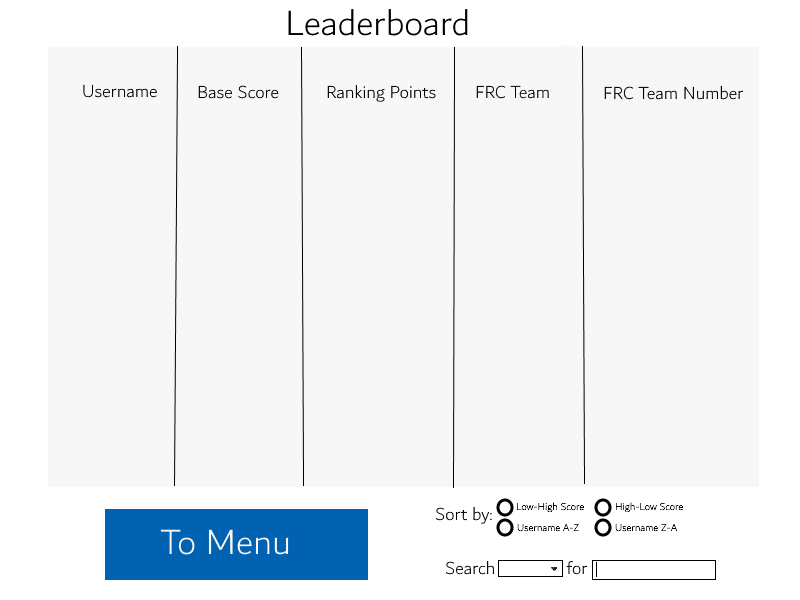 Leaderboard
Username Base Score Ranking Points FRC Team FRC Team Number
To Menu
Sort by: Low-High Score High-Low Score
Username A-Z Username Z-A
Search for